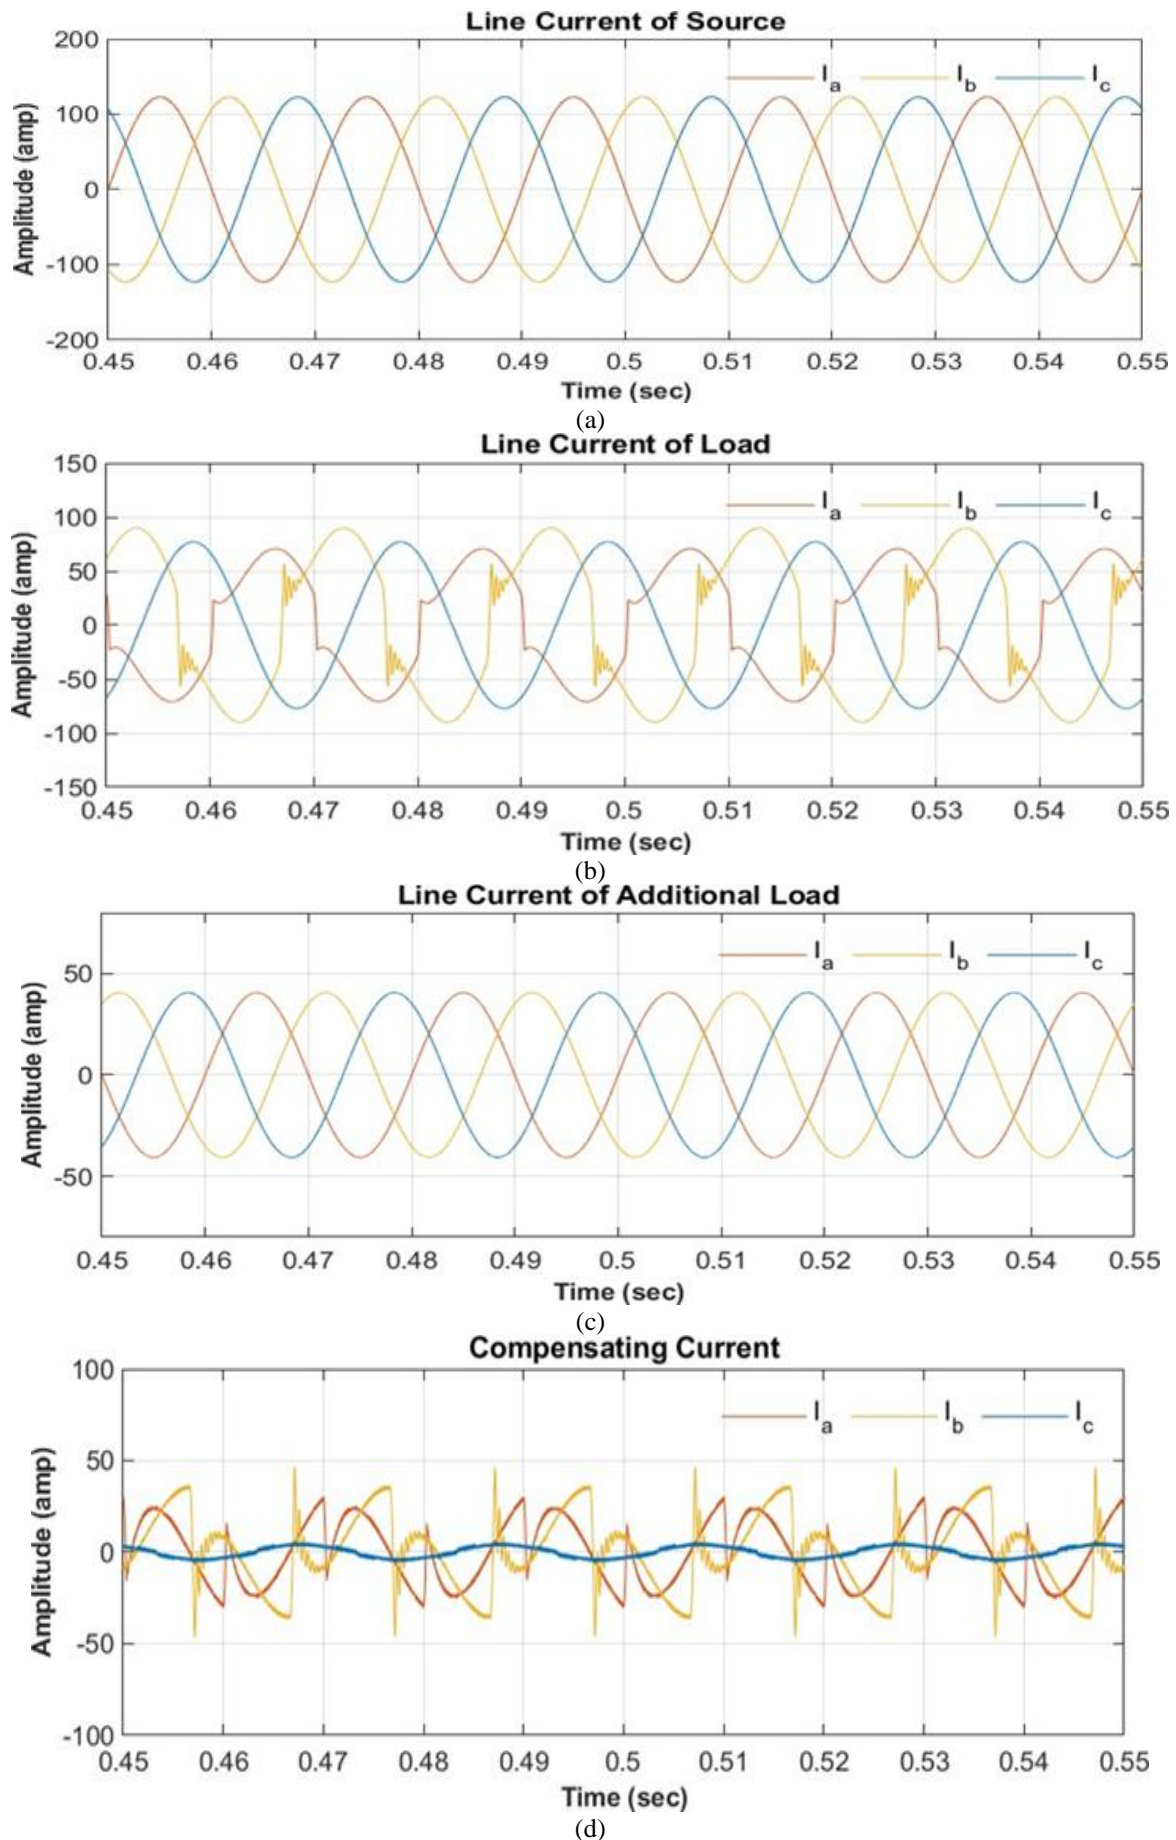 Line Current of Source
200
I_a I_b I_c
100
0
-100
-200
Amplitude (amp)
0.45 0.46 0.47 0.48 0.49 0.5 0.51 0.52 0.53 0.54 0.55
Time (sec)
(a)
Line Current of Load
150
I_a I_b I_c
100
50
0
-50
-100
-150
Amplitude (amp)
0.45 0.46 0.47 0.48 0.49 0.5 0.51 0.52 0.53 0.54 0.55
Time (sec)
(b)
Line Current of Additional Load
I_a I_b I_c
50
0
-50
Amplitude (amp)
0.45 0.46 0.47 0.48 0.49 0.5 0.51 0.52 0.53 0.54 0.55
Time (sec)
(c)
Compensating Current
100
I_a I_b I_c
50
0
-50
-100
Amplitude (amp)
0.45 0.46 0.47 0.48 0.49 0.5 0.51 0.52 0.53 0.54 0.55
Time (sec)
(d)